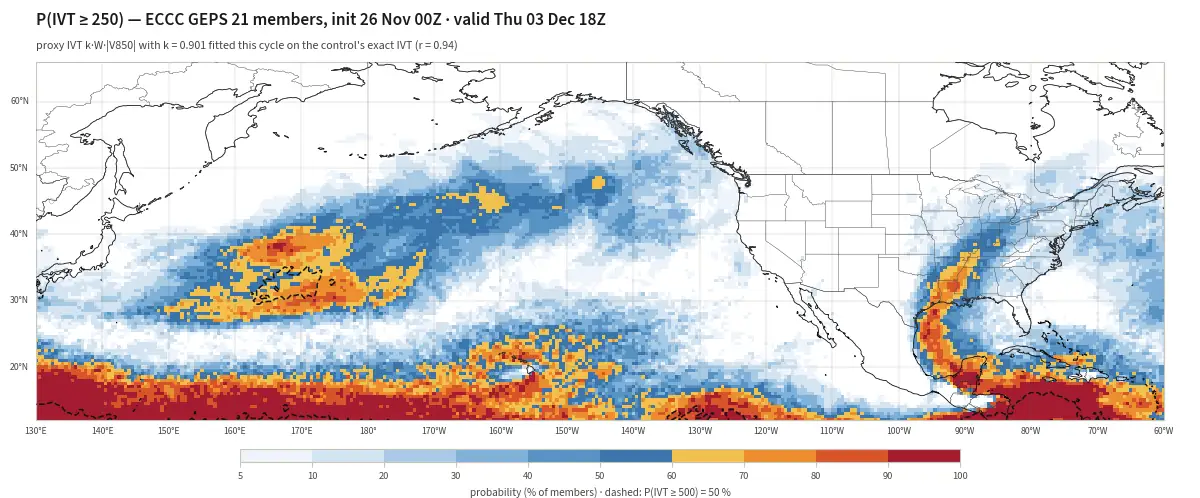 P(IVT ≥ 250) — ECCC GEPS 21 members, init 26 Nov 00Z · valid Thu 03 Dec 18Z
proxy IVT k·W·|V850| with k = 0.901 fitted this cycle on the control's exact IVT (r = 0.94)
60°N
50°N
40°N
30°N
20°N
130°E 140°E 150°E 160°E 170°E 180° 170°W 160°W 150°W 140°W 130°W 120°W 110°W 100°W 90°W 80°W 70°W 60°W
5 10 20 30 40 50 60 70 80 90 100
probability (% of members) · dashed: P(IVT ≥ 500) = 50 %